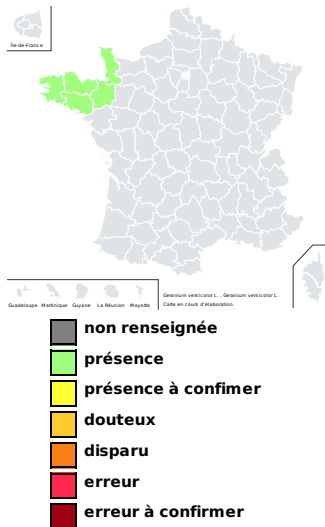 Île-de-France
Guadeloupe Martinique Guyane La Réunion Mayotte
Geranium versicolor L. , Geranium versicolor L.
Carte en cours d'élaboration.
non renseignée
présence
présence à confimer
douteux
disparu
erreur
erreur à confirmer